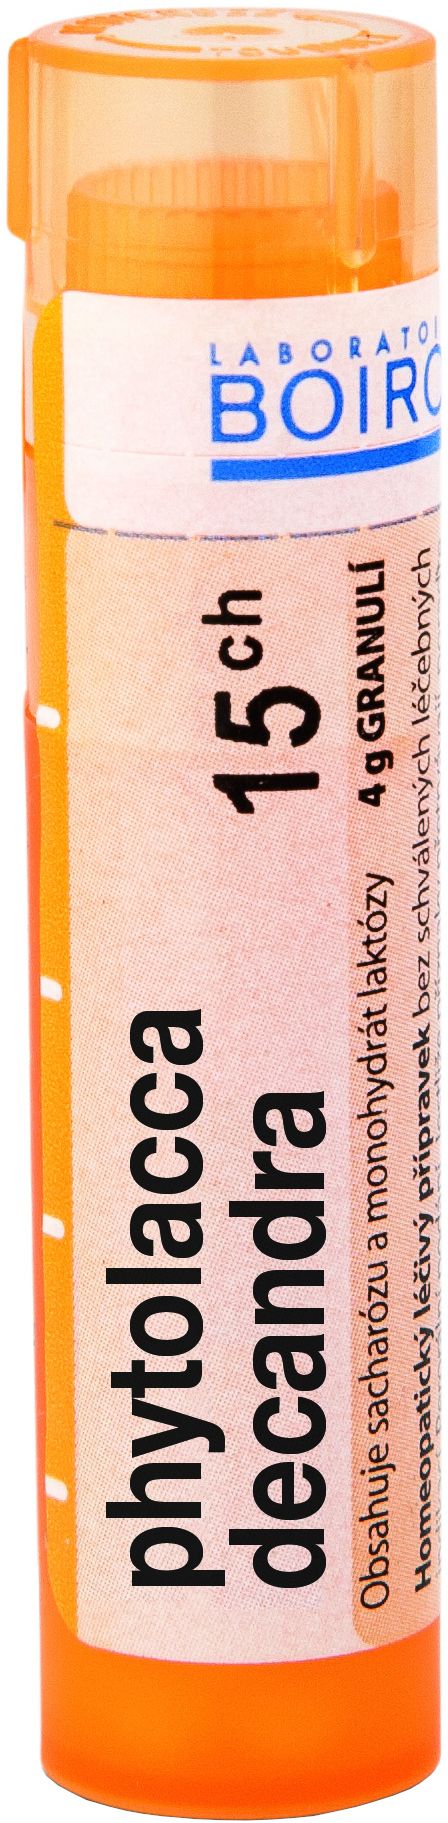 LABORATOI
BOIRO
phytolacca
decandra
15 ch
Obsahuje sacharózu a monohydrát laktózy 4 g GRANULÍ
Homeopatický léčivý přípravek bez schválených léčebných